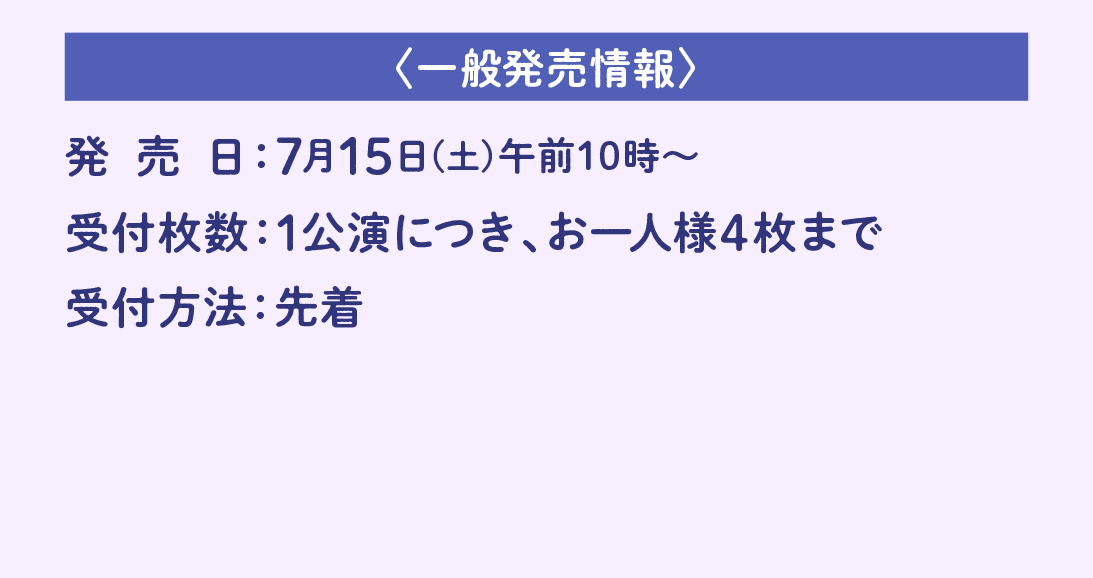 〈一般発売情報〉
発売日：7月15日（土）午前10時～
受付枚数：1公演につき、お一人様4枚まで
受付方法：先着